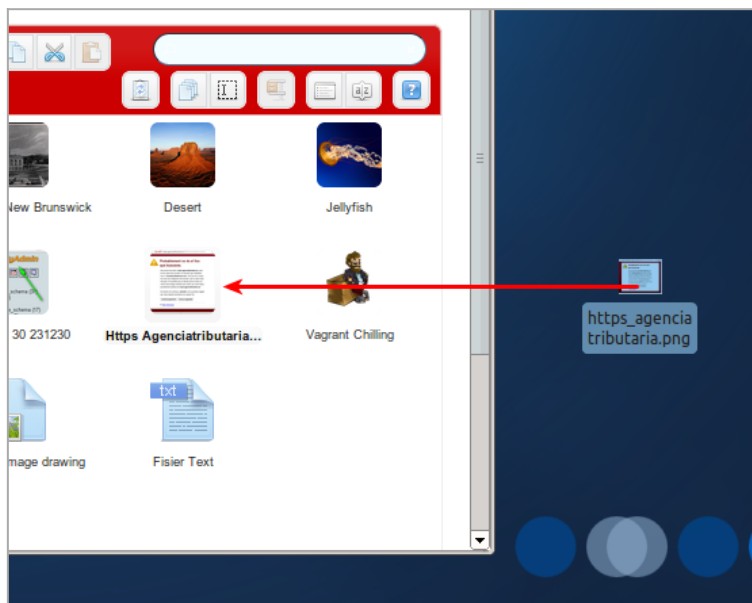 New Brunswick
Desert
Jellyfish
30 231230
Https Agenciatributaria...
Vagrant Chilling
https_agencia
tributaria.png
txt
mage drawing
Fisier Text